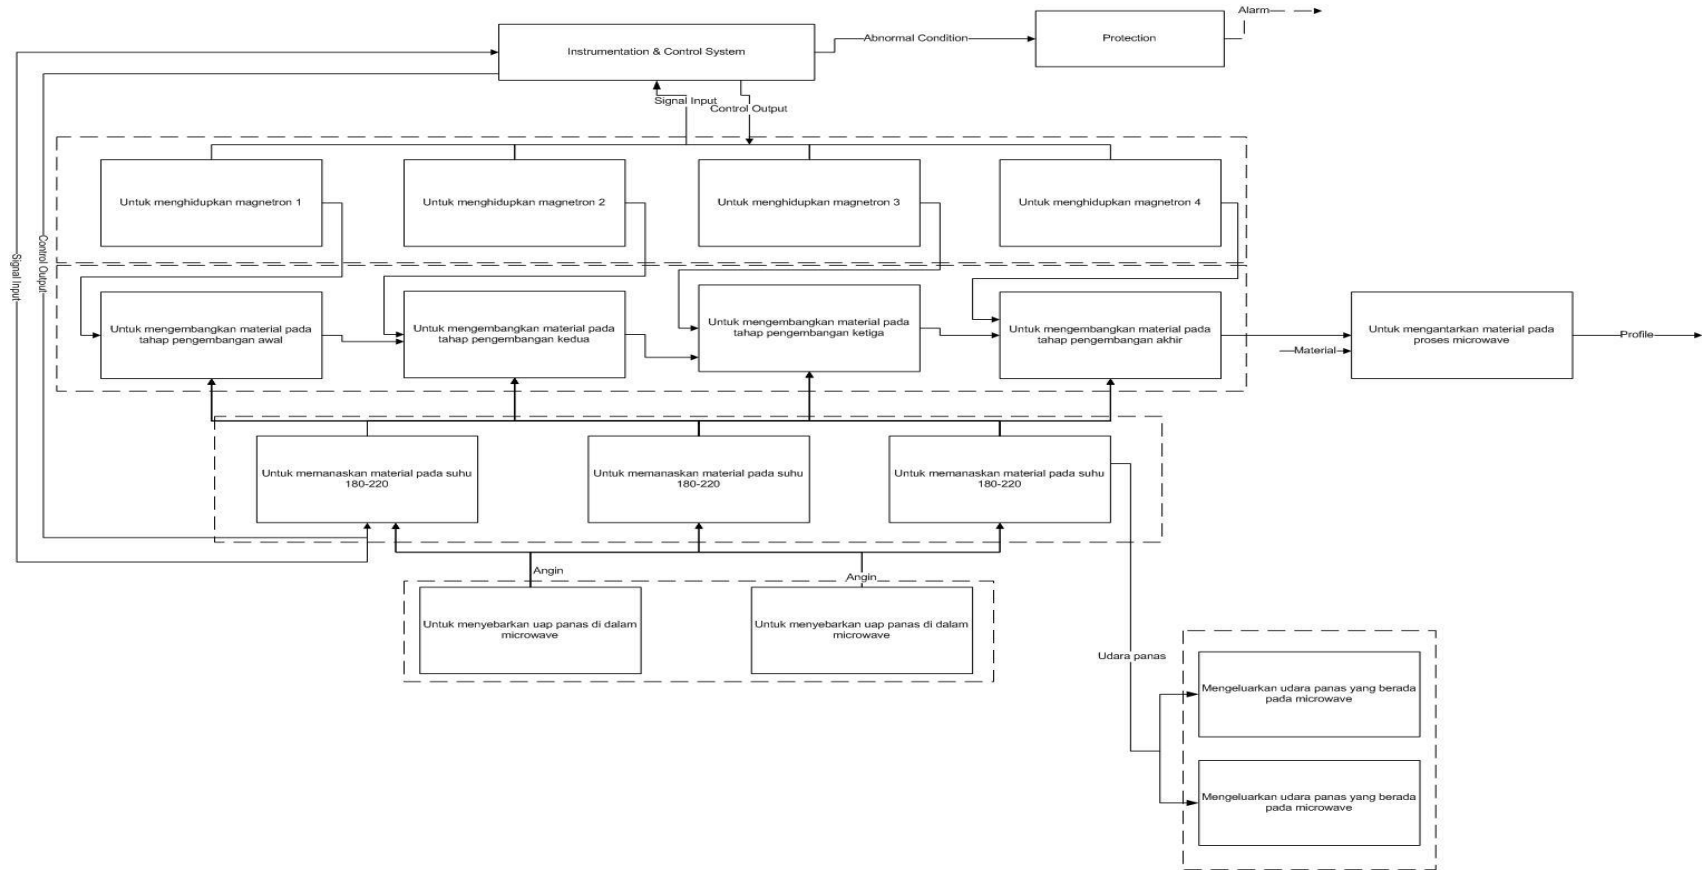 Alarm
Instrumentation & Control System
Abnormal Condition
Protection
Signal Input
Control Output
Untuk menghidupkan magnetron 1
Untuk menghidupkan magnetron 2
Untuk menghidupkan magnetron 3
Untuk menghidupkan magnetron 4
Signal Input
Control Output
Untuk mengembangkan material pada
tahap pengembangan awal
Untuk mengembangkan material pada
tahap pengembangan kedua
Untuk mengembangkan material pada
tahap pengembangan ketiga
Untuk mengembangkan material pada
tahap pengembangan akhir
Material
Untuk mengantarkan material pada
proses microwave
Profile
Untuk memanaskan material pada suhu
180-220
Untuk memanaskan material pada suhu
180-220
Untuk memanaskan material pada suhu
180-220
Angin
Angin
Untuk menyebarkan uap panas di dalam
microwave
Untuk menyebarkan uap panas di dalam
microwave
Udara panas
Mengeluarkan udara panas yang berada
pada microwave
Mengeluarkan udara panas yang berada
pada microwave